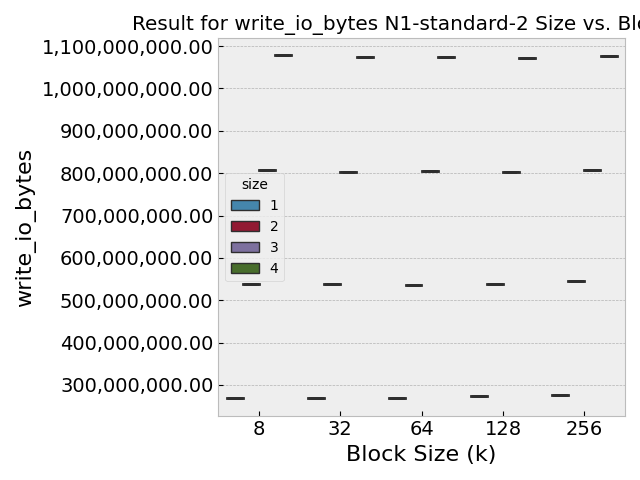 Result for write_io_bytes N1-standard-2 Size vs. Blo
1,100,000,000.00
1,000,000,000.00
900,000,000.00
800,000,000.00
700,000,000.00
600,000,000.00
500,000,000.00
400,000,000.00
300,000,000.00
write_io_bytes
size
1
2
3
4
8 32 64 128 256
Block Size (k)